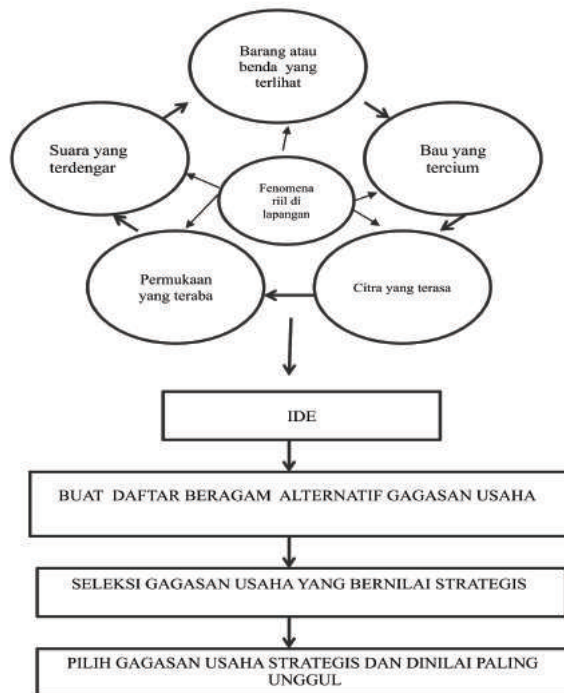 Barang atau
benda yang
terlihat
Suara yang
terdengar
Bau yang
tercium
Fenomena
riil di
lapangan
Permukaan
yang teraba
Citra yang terasa
IDE
BUAT DAFTAR BERAGAM ALTERNATIF GAGASAN USAHA
SELEKSI GAGASAN USAHA YANG BERNILAI STRATEGIS
PILIH GAGASAN USAHA STRATEGIS DAN DINILAI PALING
UNGGUL